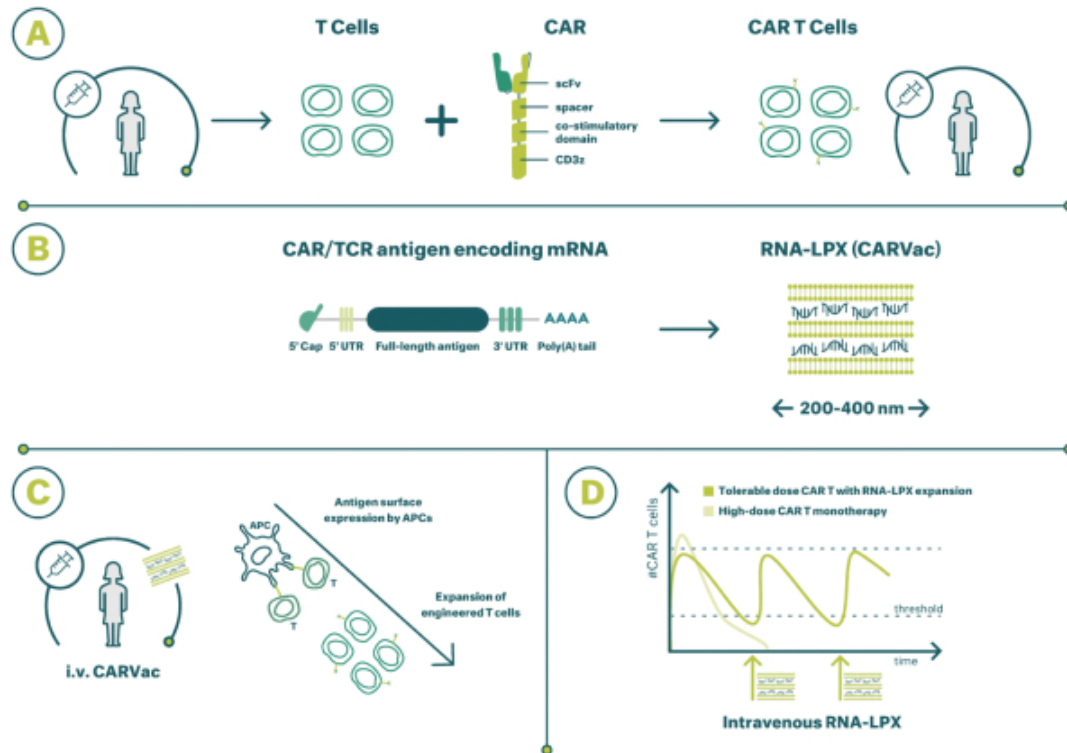 A
T Cells
CAR
CAR T Cells
scFv
spacer
co-stimulatory
domain
CD3z
B
CAR/TCR antigen encoding mRNA
RNA-LPX (CARVac)
AAAA
5' Cap
5' UTR
Full-length antigen
3' UTR
Poly(A) tail
200-400 nm
C
Antigen surface
expression by APCs
APC
T
T
Expansion of
engineered T cells
i.v. CARVac
D
Tolerable dose CAR T with RNA-LPX expansion
High-dose CAR T monotherapy
#CAR T cells
threshold
time
Intravenous RNA-LPX